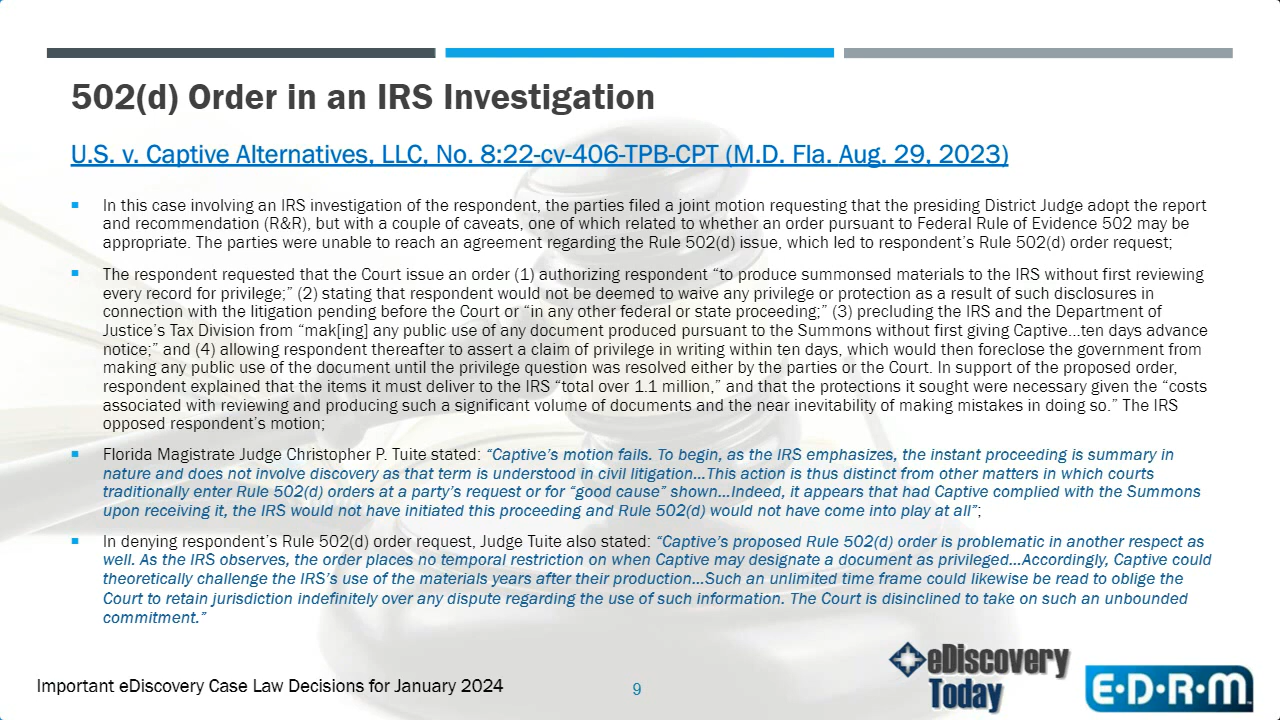 502(d) Order in an IRS Investigation
U.S. v. Captive Alternatives, LLC, No. 8:22-cv-406-TPB-CPT (M.D. Fla. Aug. 29, 2023)
In this case involving an IRS investigation of the respondent, the parties filed a joint motion requesting that the presiding District Judge adopt the report
and recommendation (R&R), but with a couple of caveats, one of which related to whether an order pursuant to Federal Rule of Evidence 502 may be
appropriate. The parties were unable to reach an agreement regarding the Rule 502(d) issue, which led to respondent's Rule 502(d) order request;
The respondent requested that the Court issue an order (1) authorizing respondent “to produce summonsed materials to the IRS without first reviewing
every record for privilege;” (2) stating that respondent would not be deemed to waive any privilege or protection as a result of such disclosures in
connection with the litigation pending before the Court or “in any other federal or state proceeding;” (3) precluding the IRS and the Department of
Justice's Tax Division from “mak[ing] any public use of any document produced pursuant to the Summons without first giving Captive…ten days advance
notice;” and (4) allowing respondent thereafter to assert a claim of privilege in writing within ten days, which would then foreclose the government from
making any public use of the document until the privilege question was resolved either by the parties or the Court. In support of the proposed order,
respondent explained that the items it must deliver to the IRS “total over 1.1 million,” and that the protections it sought were necessary given the “costs
associated with reviewing and producing such a significant volume of documents and the near inevitability of making mistakes in doing so.” The IRS
opposed respondent's motion;
Florida Magistrate Judge Christopher P. Tuite stated: “Captive's motion fails. To begin, as the IRS emphasizes, the instant proceeding is summary in
nature and does not involve discovery as that term is understood in civil litigation…This action is thus distinct from other matters in which courts
traditionally enter Rule 502(d) orders at a party's request or for “good cause” shown…Indeed, it appears that had Captive complied with the Summons
upon receiving it, the IRS would not have initiated this proceeding and Rule 502(d) would not have come into play at all”;
In denying respondent's Rule 502(d) order request, Judge Tuite also stated: “Captive's proposed Rule 502(d) order is problematic in another respect as
well. As the IRS observes, the order places no temporal restriction on when Captive may designate a document as privileged…Accordingly, Captive could
theoretically challenge the IRS's use of the materials years after their production…Such an unlimited time frame could likewise be read to oblige the
Court to retain jurisdiction indefinitely over any dispute regarding the use of such information. The Court is disinclined to take on such an unbounded
commitment.”
Important eDiscovery Case Law Decisions for January 2024
9
eDiscovery
Today
E·D·R·M